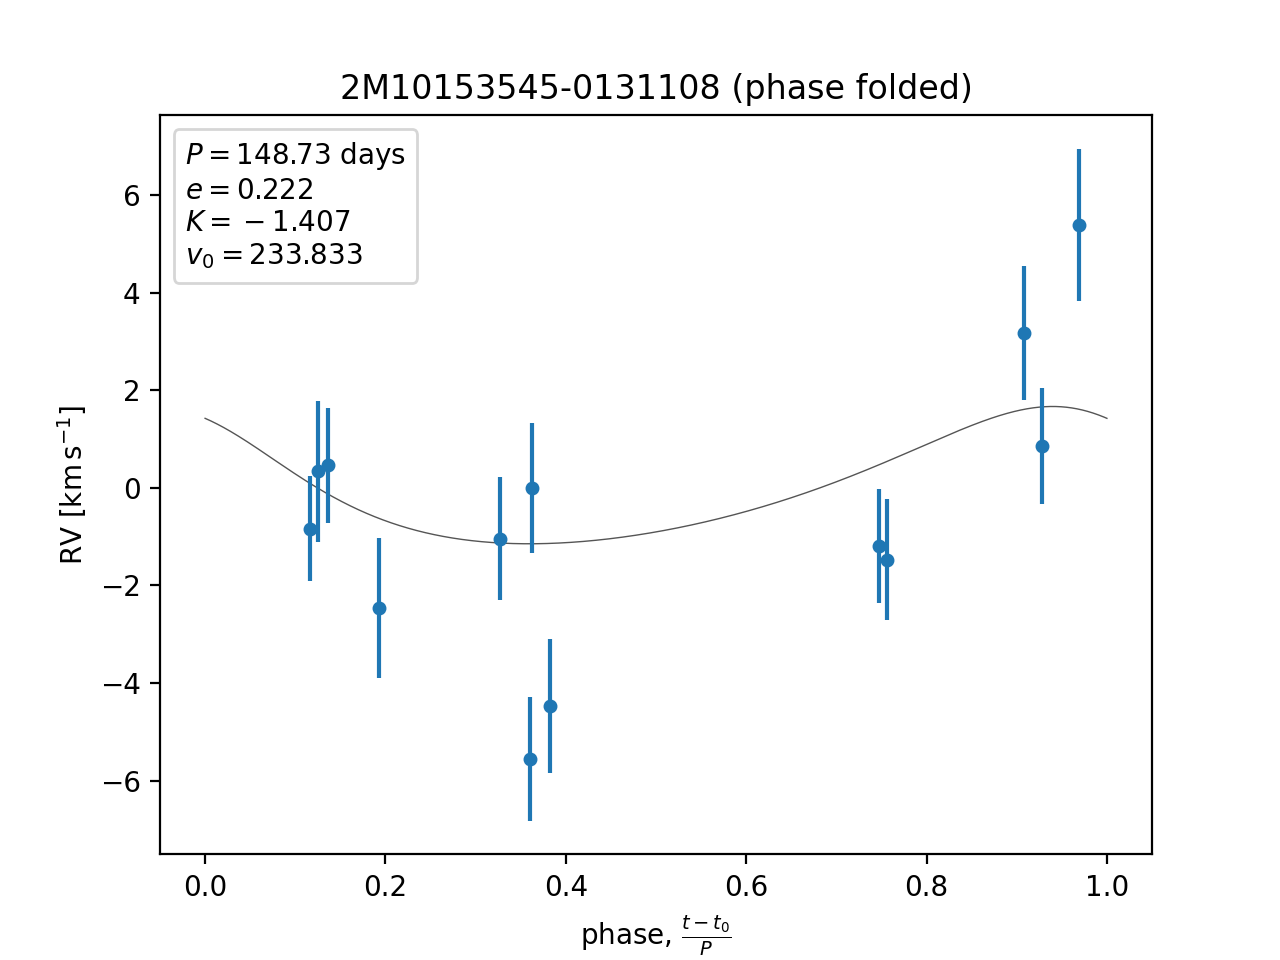 2M10153545-0131108 (phase folded)
P = 148.73 days
e = 0.222
K = −1.407
v₀ = 233.833
6
4
2
0
−2
−4
−6
RV [km s⁻¹]
0.0 0.2 0.4 0.6 0.8 1.0
phase, (t − t₀)/P